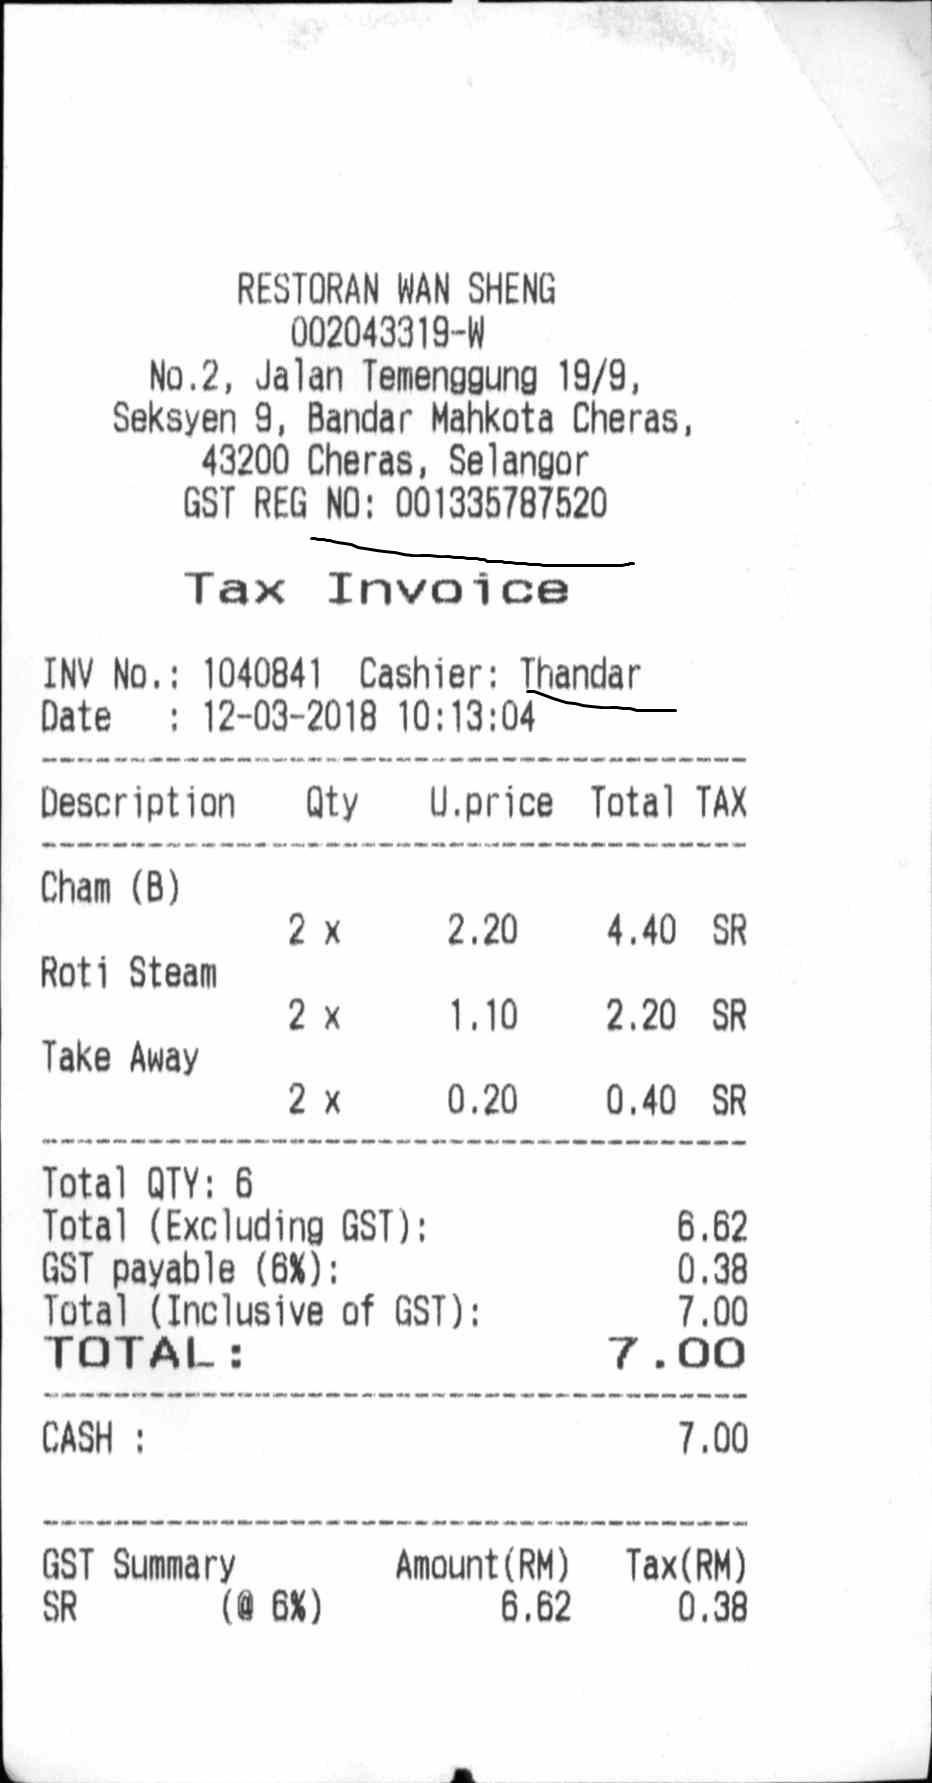 RESTORAN WAN SHENG
002043319-W
No.2, Jalan Temenggung 19/9,
Seksyen 9, Bandar Mahkota Cheras,
43200 Cheras, Selangor
GST REG NO: 001335787520
Tax Invoice
INV No.: 1040841 Cashier: Thandar
Date : 12-03-2018 10:13:04
Description Qty U.price Total TAX
Cham (B)
2 x 2.20 4.40 SR
Roti Steam
2 x 1.10 2.20 SR
Take Away
2 x 0.20 0.40 SR
Total QTY: 6
Total (Excluding GST): 6.62
GST payable (6%): 0.38
Total (Inclusive of GST): 7.00
TOTAL: 7.00
CASH : 7.00
GST Summary Amount(RM) Tax(RM)
SR (@ 6%) 6.62 0.38